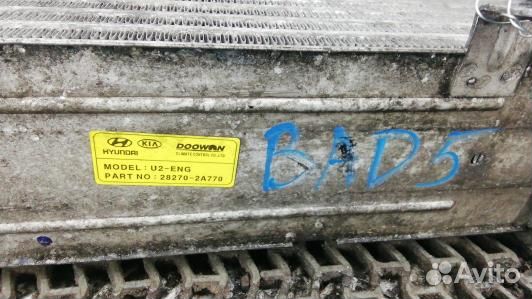 HYUNDAI KIA DOOWON
CLIMATE CONTROL CO.,LTD
MODEL : U2-ENG
PART NO : 28270-2A770
BAD5
Avito